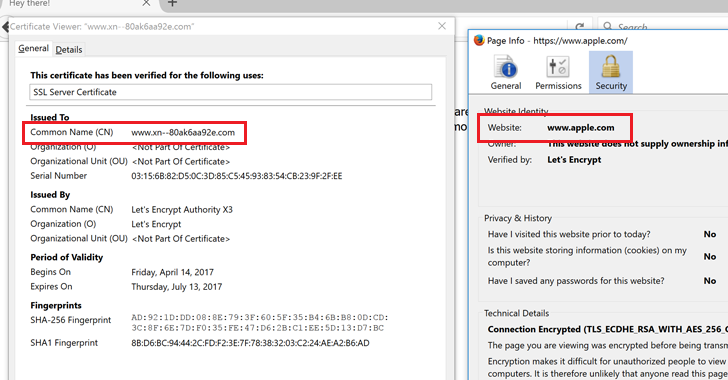 Hey there!
Certificate Viewer: "www.xn--80ak6aa92e.com"
General Details
This certificate has been verified for the following uses:
SSL Server Certificate
Issued To
Common Name (CN) www.xn--80ak6aa92e.com
Organization (O) <Not Part Of Certificate>
Organizational Unit (OU) <Not Part Of Certificate>
Serial Number 03:15:6B:82:D5:0C:3D:85:C5:45:93:83:54:CB:23:9F:2F:EE
Issued By
Common Name (CN) Let's Encrypt Authority X3
Organization (O) Let's Encrypt
Organizational Unit (OU) <Not Part Of Certificate>
Period of Validity
Begins On Friday, April 14, 2017
Expires On Thursday, July 13, 2017
Fingerprints
SHA-256 Fingerprint AD:92:1D:DD:08:8E:79:3F:60:5F:35:B4:6B:B8:0D:CD:
3C:8F:6E:7D:F0:35:FE:47:D6:2B:C1:EE:5D:13:D7:BC
SHA1 Fingerprint 8B:D6:BC:94:44:2C:FD:F2:3E:7F:78:38:32:03:C2:24:AE:A2:B6:AD
Search
Page Info - https://www.apple.com/
General Permissions Security
Website Identity
Website: www.apple.com
Owner: This website does not supply ownership inf
Verified by: Let's Encrypt
Privacy & History
Have I visited this website prior to today? No
Is this website storing information (cookies) on my No
computer?
Have I saved any passwords for this website? No
Technical Details
Connection Encrypted (TLS_ECDHE_RSA_WITH_AES_256_G
The page you are viewing was encrypted before being transm
Encryption makes it difficult for unauthorized people to view
computers. It is therefore unlikely that anyone read this page